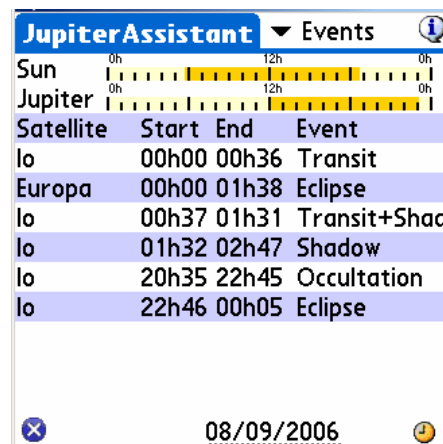 JupiterAssistant Events
0h 12h 0h
Sun
0h 12h 0h
Jupiter
Satellite Start End Event
Io 00h00 00h36 Transit
Europa 00h00 01h38 Eclipse
Io 00h37 01h31 Transit+Shad
Io 01h32 02h47 Shadow
Io 20h35 22h45 Occultation
Io 22h46 00h05 Eclipse
08/09/2006